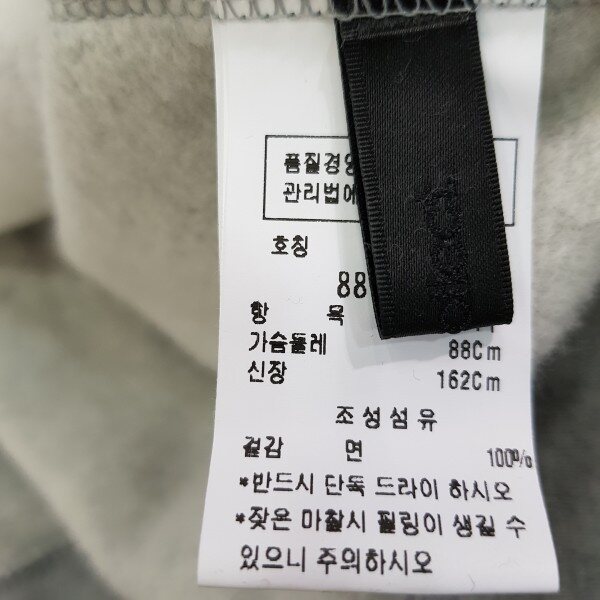 품질경영
관리법에
호칭
88
항 목
가슴둘레 88Cm
신장 162Cm
조성섬유
겉감 면 100%
*반드시 단독 드라이 하시오
*잦은 마찰시 필링이 생길 수
있으니 주의하시오